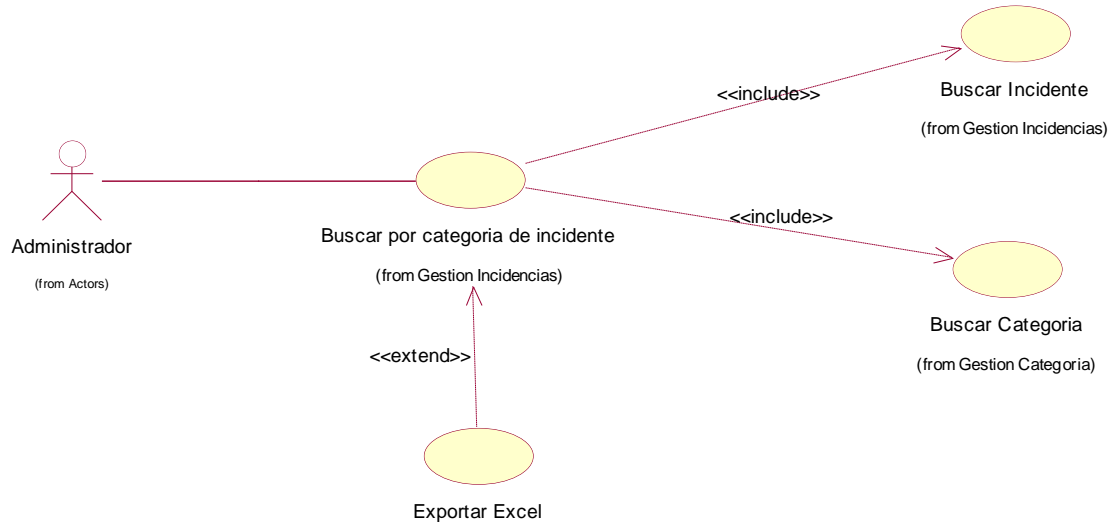 <<include>>
Buscar Incidente
(from Gestion Incidencias)
<<include>>
Buscar por categoria de incidente
(from Gestion Incidencias)
Administrador
(from Actors)
Buscar Categoria
(from Gestion Categoria)
<<extend>>
Exportar Excel